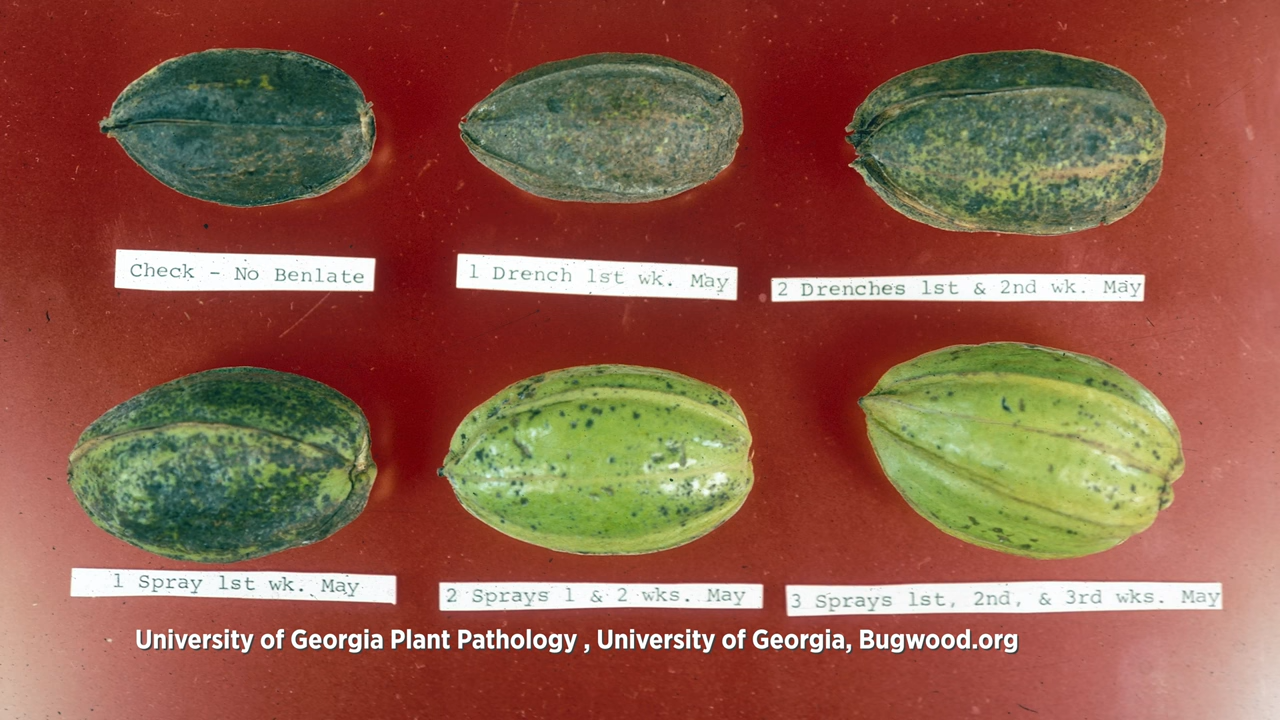 Check - No Benlate
1 Drench 1st wk. May
2 Drenches 1st & 2nd wk. May
1 Spray 1st wk. May
2 Sprays 1 & 2 wks. May
3 Sprays 1st, 2nd, & 3rd wks. May
University of Georgia Plant Pathology , University of Georgia, Bugwood.org